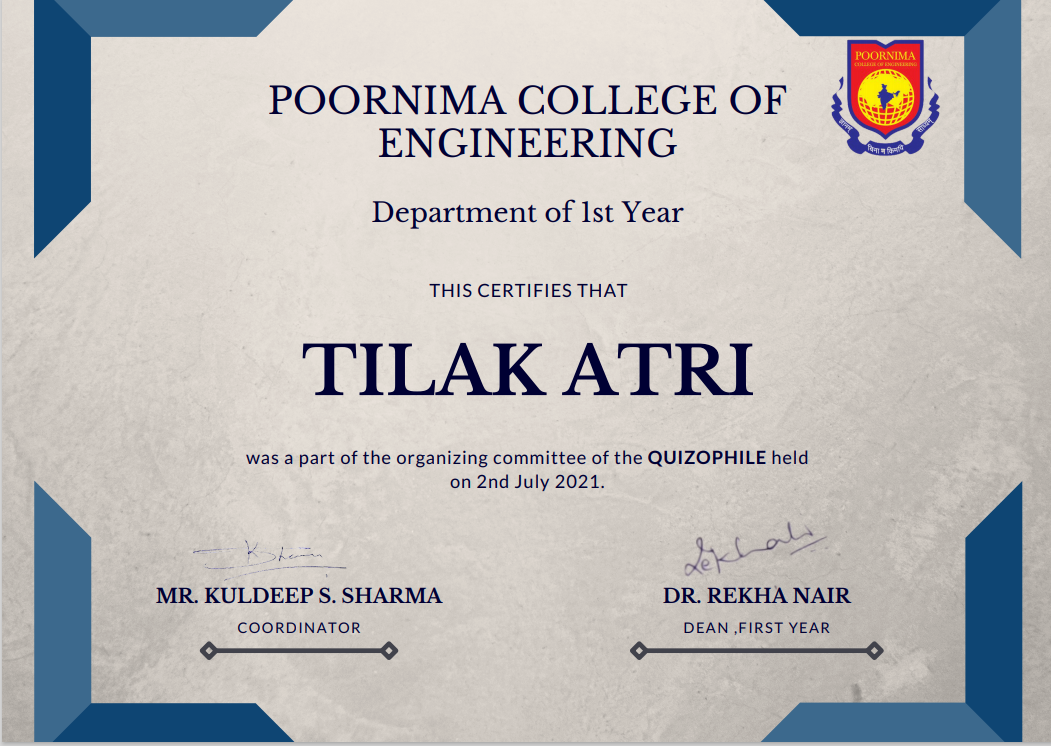 POORNIMA COLLEGE OF
ENGINEERING
POORNIMA
COLLEGE OF ENGINEERING
Department of 1st Year
THIS CERTIFIES THAT
TILAK ATRI
was a part of the organizing committee of the QUIZOPHILE held
on 2nd July 2021.
MR. KULDEEP S. SHARMA
DR. REKHA NAIR
COORDINATOR
DEAN ,FIRST YEAR